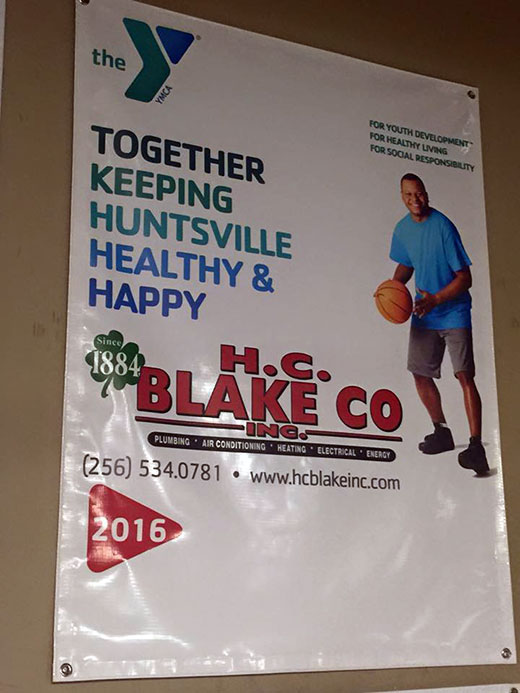 the
YMCA
FOR YOUTH DEVELOPMENT
FOR HEALTHY LIVING
FOR SOCIAL RESPONSIBILITY
TOGETHER
KEEPING
HUNTSVILLE
HEALTHY &
HAPPY
Since
1884
H.C.
BLAKE CO
INC.
PLUMBING * AIR CONDITIONING * HEATING * ELECTRICAL * ENERGY
(256) 534.0781 • www.hcblakeinc.com
2016